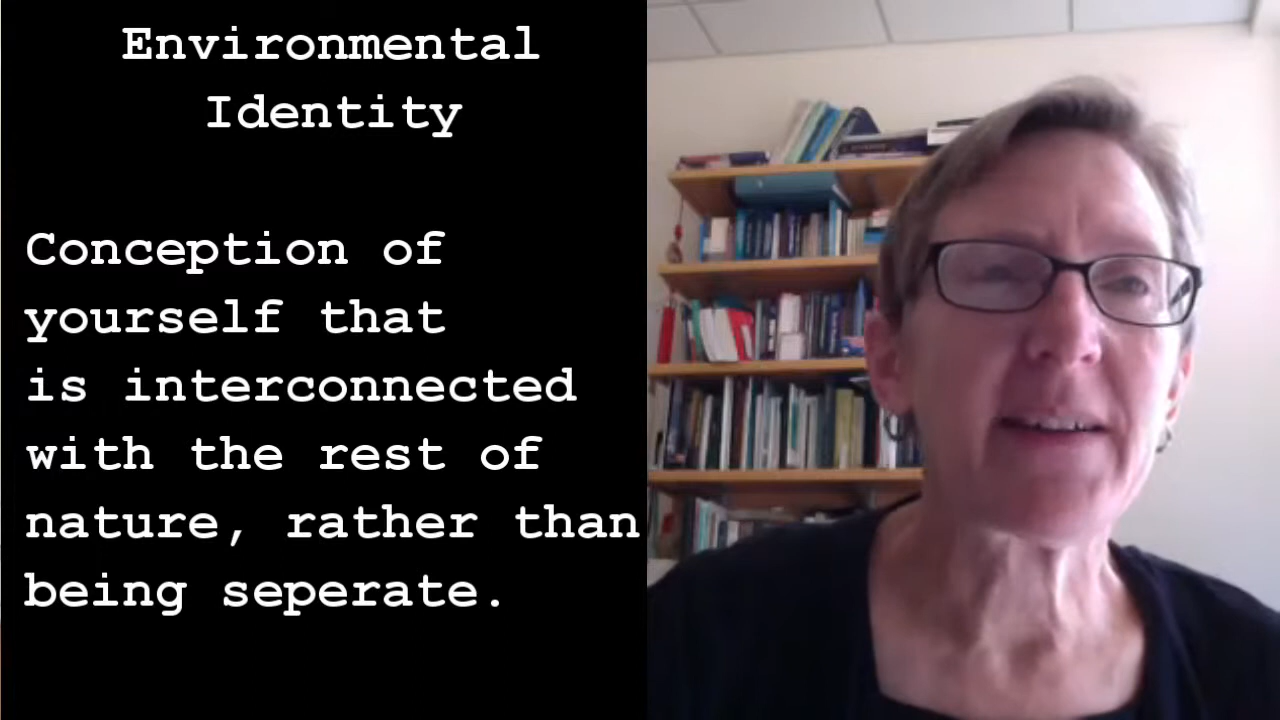 Environmental
Identity
Conception of
yourself that
is interconnected
with the rest of
nature, rather than
being seperate.